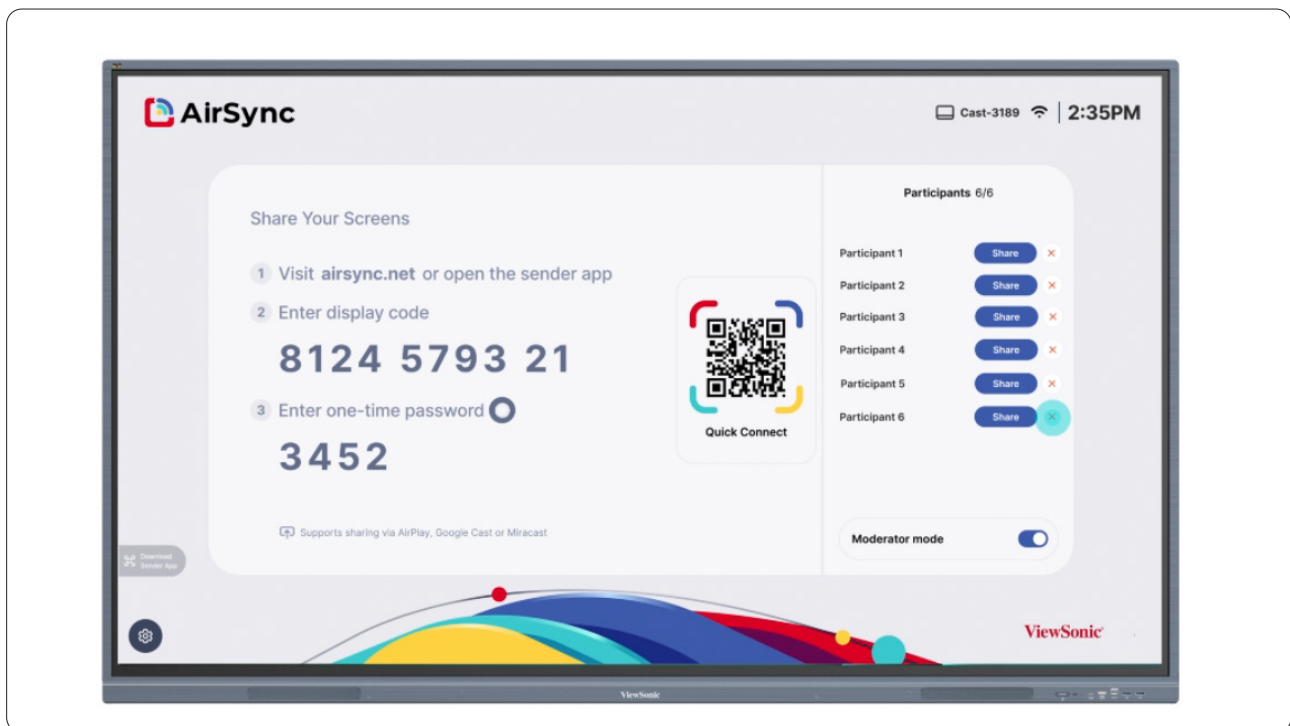 AirSync
Cast-3189
2:35PM
Share Your Screens
1 Visit airsync.net or open the sender app
2 Enter display code
8124 5793 21
3 Enter one-time password
3452
Supports sharing via AirPlay, Google Cast or Miracast
Quick Connect
Participants 6/6
Participant 1 Share
Participant 2 Share
Participant 3 Share
Participant 4 Share
Participant 5 Share
Participant 6 Share
Moderator mode
Download
Sender App
ViewSonic
ViewSonic